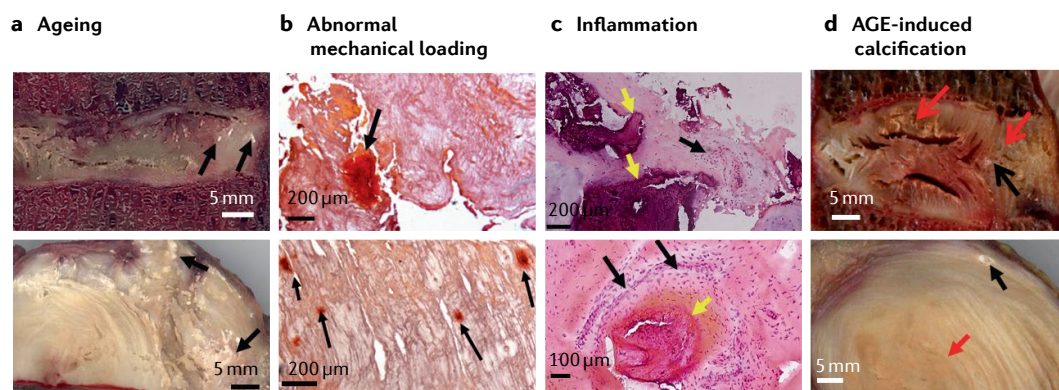 a Ageing
b Abnormal
mechanical loading
c Inflammation
d AGE-induced
calcification
5 mm
200 µm
200 µm
5 mm
5 mm
200 µm
100 µm
5 mm